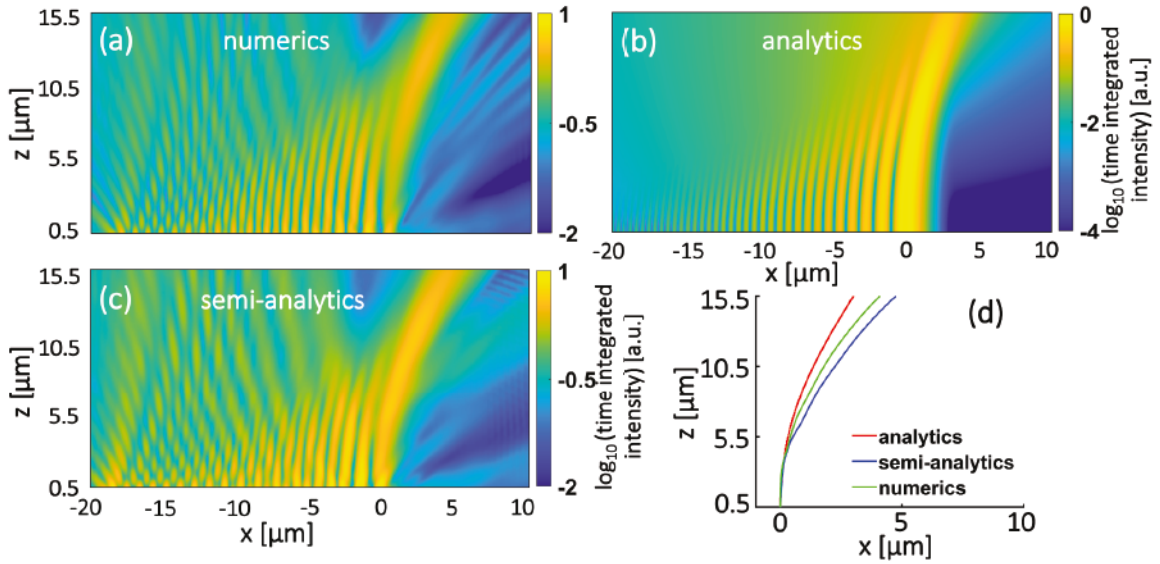 (a)
numerics
15.5
10.5
5.5
0.5
z [μm]
1
-0.5
-2
(b)
analytics
0
-2
-4
log10(time integrated
intensity) [a.u.]
-20
-15
-10
-5
0
5
10
x [μm]
(c)
semi-analytics
15.5
10.5
5.5
0.5
z [μm]
-20
-15
-10
-5
0
5
10
x [μm]
1
-0.5
-2
log10(time integrated
intensity) [a.u.]
(d)
15.5
10.5
5.5
0.5
z [μm]
analytics
semi-analytics
numerics
0
5
10
x [μm]